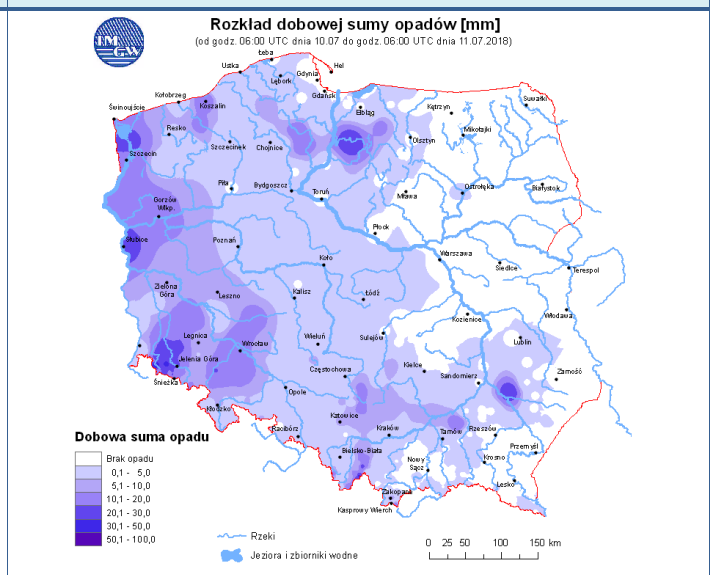 IMGW
Rozkład dobowej sumy opadów [mm]
(od godz. 06:00 UTC dnia 10.07 do godz. 06:00 UTC dnia 11.07.2018)
Łeba
Ustka
Hel
Gdynia
Lębork
Gdańsk
Kołobrzeg
Koszalin
Świnoujście
Elbląg
Kętrzyn
Suwałki
Resko
Mikołajki
Olsztyn
Szczecinek
Chojnice
Szczecin
Piła
Bydgoszcz
Toruń
Mława
Ostrołęka
Białystok
Gorzów
Wlkp.
Płock
Słubice
Poznań
Koło
Warszawa
Siedlce
Terespol
Zielona
Góra
Leszno
Kalisz
Łódź
Kozienice
Włodawa
Legnica
Wrocław
Wieluń
Sulejów
Lublin
Jelenia Góra
Śnieżka
Częstochowa
Kielce
Sandomierz
Zamość
Opole
Kłodzko
Katowice
Racibórz
Kraków
Tarnów
Rzeszów
Przemyśl
Bielsko-Biała
Nowy
Sącz
Krosno
Lesko
Zakopane
Kasprowy Wierch
Dobowa suma opadu
Brak opadu
0,1 - 5,0
5,1 - 10,0
10,1 - 20,0
20,1 - 30,0
30,1 - 50,0
50,1 - 100,0
Rzeki
Jeziora i zbiorniki wodne
0 25 50 100 150 km